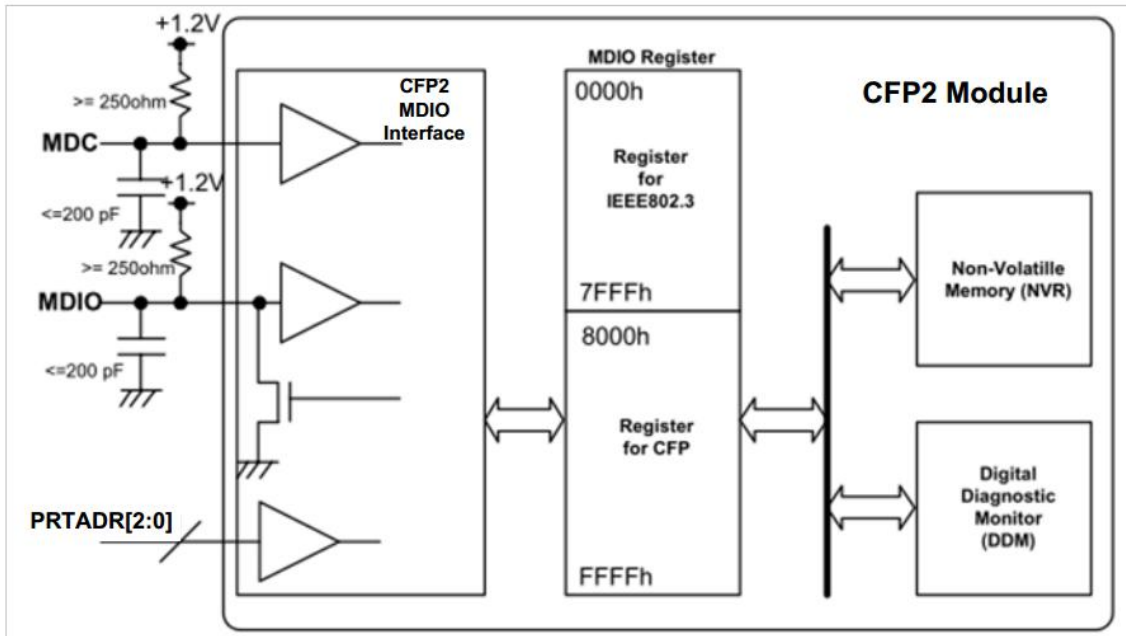 +1.2V
>= 250ohm
MDC
<=200 pF
+1.2V
>= 250ohm
MDIO
<=200 pF
PRTADR[2:0]
CFP2
MDIO
Interface
MDIO Register
0000h
Register
for
IEEE802.3
7FFFh
8000h
Register
for CFP
FFFFh
CFP2 Module
Non-Volatille
Memory (NVR)
Digital
Diagnostic
Monitor
(DDM)